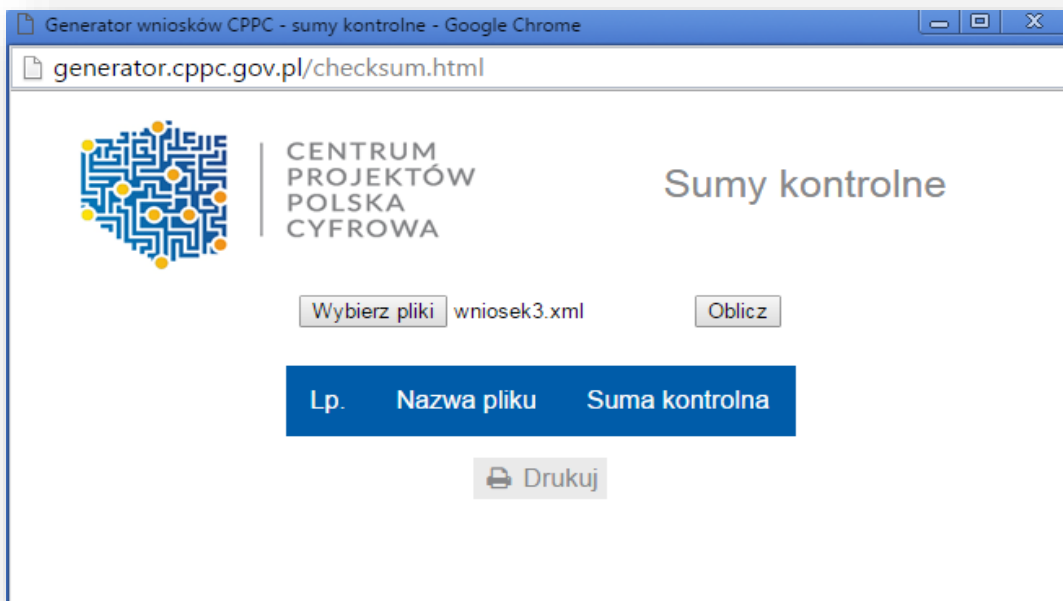 Generator wniosków CPPC - sumy kontrolne - Google Chrome
generator.cppc.gov.pl/checksum.html
CENTRUM
PROJEKTÓW
POLSKA
CYFROWA
Sumy kontrolne
Wybierz pliki wniosek3.xml Oblicz
Lp. Nazwa pliku Suma kontrolna
Drukuj